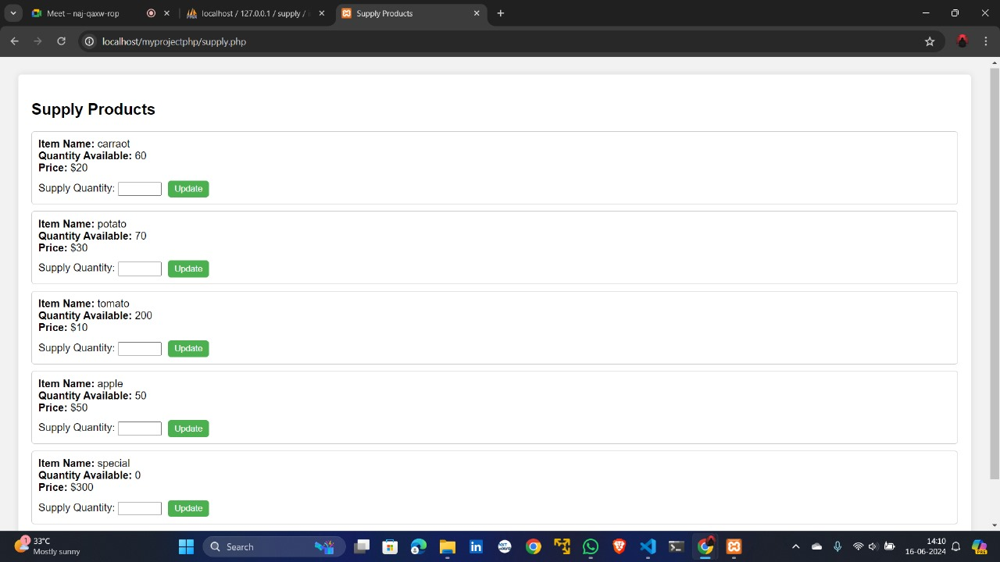 Meet – naj-qaxw-rop
localhost / 127.0.0.1 / supply /
Supply Products
localhost/myprojectphp/supply.php
Supply Products
Item Name: carraot
Quantity Available: 60
Price: $20
Supply Quantity: Update
Item Name: potato
Quantity Available: 70
Price: $30
Supply Quantity: Update
Item Name: tomato
Quantity Available: 200
Price: $10
Supply Quantity: Update
Item Name: apple
Quantity Available: 50
Price: $50
Supply Quantity: Update
Item Name: special
Quantity Available: 0
Price: $300
Supply Quantity: Update
1
33°C
Mostly sunny
Search
in
14:10
16-06-2024
PRE